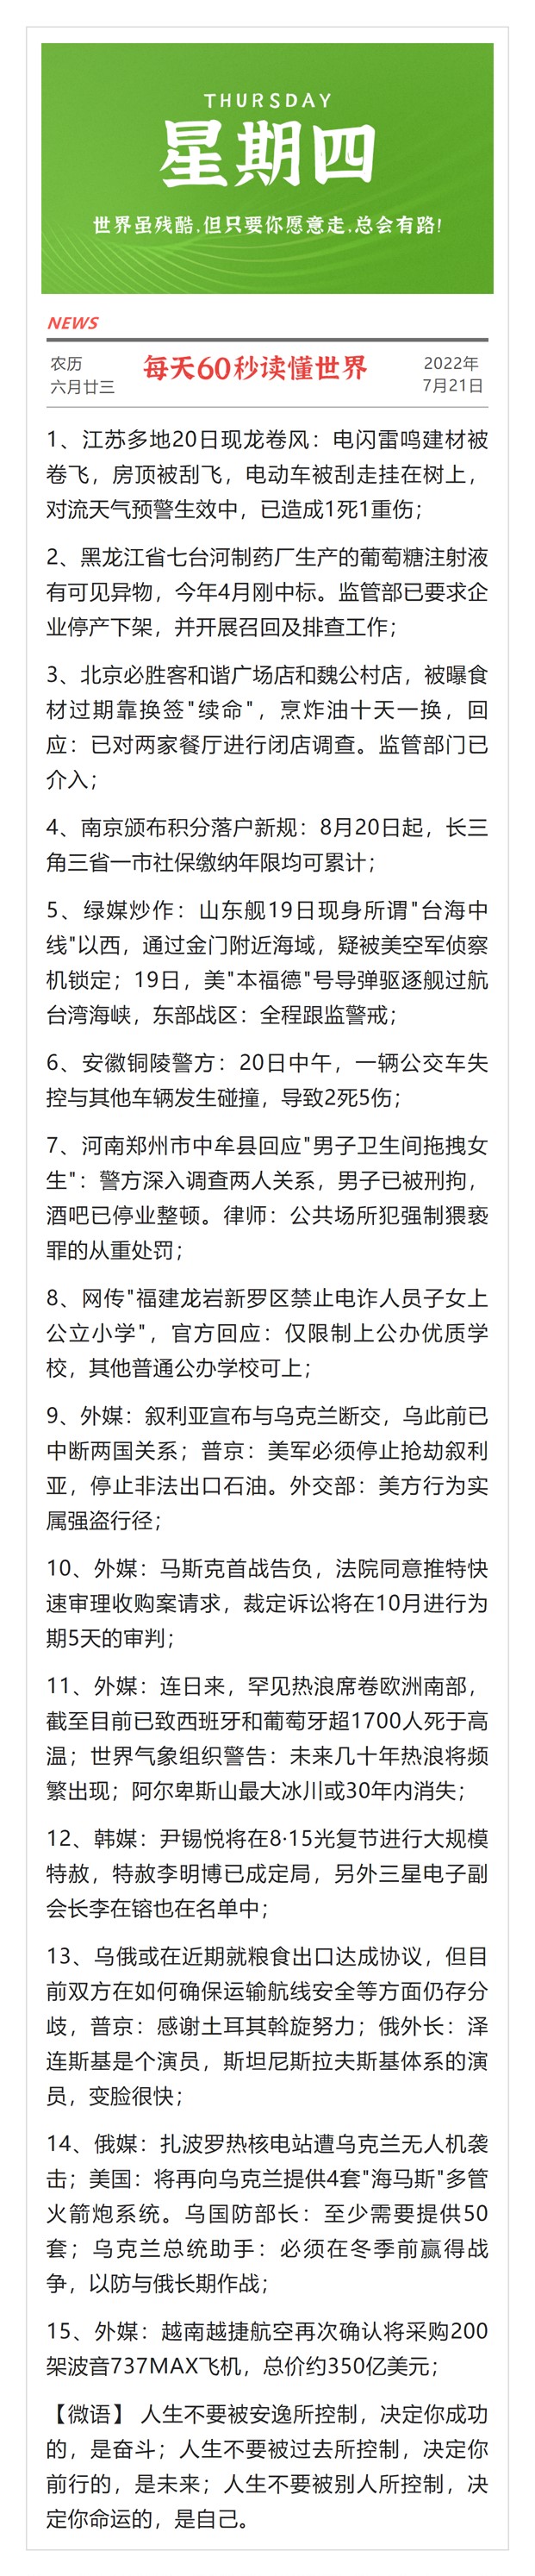 THURSDAY
星期四
世界虽残酷,但只要你愿意走,总会有路!
NEWS
农历
六月廿三
每天60秒读懂世界
2022年
7月21日
1、江苏多地20日现龙卷风：电闪雷鸣建材被
卷飞，房顶被刮飞，电动车被刮走挂在树上，
对流天气预警生效中，已造成1死1重伤；
2、黑龙江省七台河制药厂生产的葡萄糖注射液
有可见异物，今年4月刚中标。监管部已要求企
业停产下架，并开展召回及排查工作；
3、北京必胜客和谐广场店和魏公村店，被曝食
材过期靠换签"续命"，烹炸油十天一换，回
应：已对两家餐厅进行闭店调查。监管部门已
介入；
4、南京颁布积分落户新规：8月20日起，长三
角三省一市社保缴纳年限均可累计；
5、绿媒炒作：山东舰19日现身所谓"台海中
线"以西，通过金门附近海域，疑被美空军侦察
机锁定；19日，美"本福德"号导弹驱逐舰过航
台湾海峡，东部战区：全程跟监警戒；
6、安徽铜陵警方：20日中午，一辆公交车失
控与其他车辆发生碰撞，导致2死5伤；
7、河南郑州市中牟县回应"男子卫生间拖拽女
生"：警方深入调查两人关系，男子已被刑拘，
酒吧已停业整顿。律师：公共场所犯强制猥亵
罪的从重处罚；
8、网传"福建龙岩新罗区禁止电诈人员子女上
公立小学"，官方回应：仅限制上公办优质学
校，其他普通公办学校可上；
9、外媒：叙利亚宣布与乌克兰断交，乌此前已
中断两国关系；普京：美军必须停止抢劫叙利
亚，停止非法出口石油。外交部：美方行为实
属强盗行径；
10、外媒：马斯克首战告负，法院同意推特快
速审理收购案请求，裁定诉讼将在10月进行为
期5天的审判；
11、外媒：连日来，罕见热浪席卷欧洲南部，
截至目前已致西班牙和葡萄牙超1700人死于高
温；世界气象组织警告：未来几十年热浪将频
繁出现；阿尔卑斯山最大冰川或30年内消失；
12、韩媒：尹锡悦将在8·15光复节进行大规模
特赦，特赦李明博已成定局，另外三星电子副
会长李在镕也在名单中；
13、乌俄或在近期就粮食出口达成协议，但目
前双方在如何确保运输航线安全等方面仍存分
歧，普京：感谢土耳其斡旋努力；俄外长：泽
连斯基是个演员，斯坦尼斯拉夫斯基体系的演
员，变脸很快；
14、俄媒：扎波罗热核电站遭乌克兰无人机袭
击；美国：将再向乌克兰提供4套"海马斯"多管
火箭炮系统。乌国防部长：至少需要提供50
套；乌克兰总统助手：必须在冬季前赢得战
争，以防与俄长期作战；
15、外媒：越南越捷航空再次确认将采购200
架波音737MAX飞机，总价约350亿美元；
【微语】 人生不要被安逸所控制，决定你成功
的，是奋斗；人生不要被过去所控制，决定你
前行的，是未来；人生不要被别人所控制，决
定你命运的，是自己。